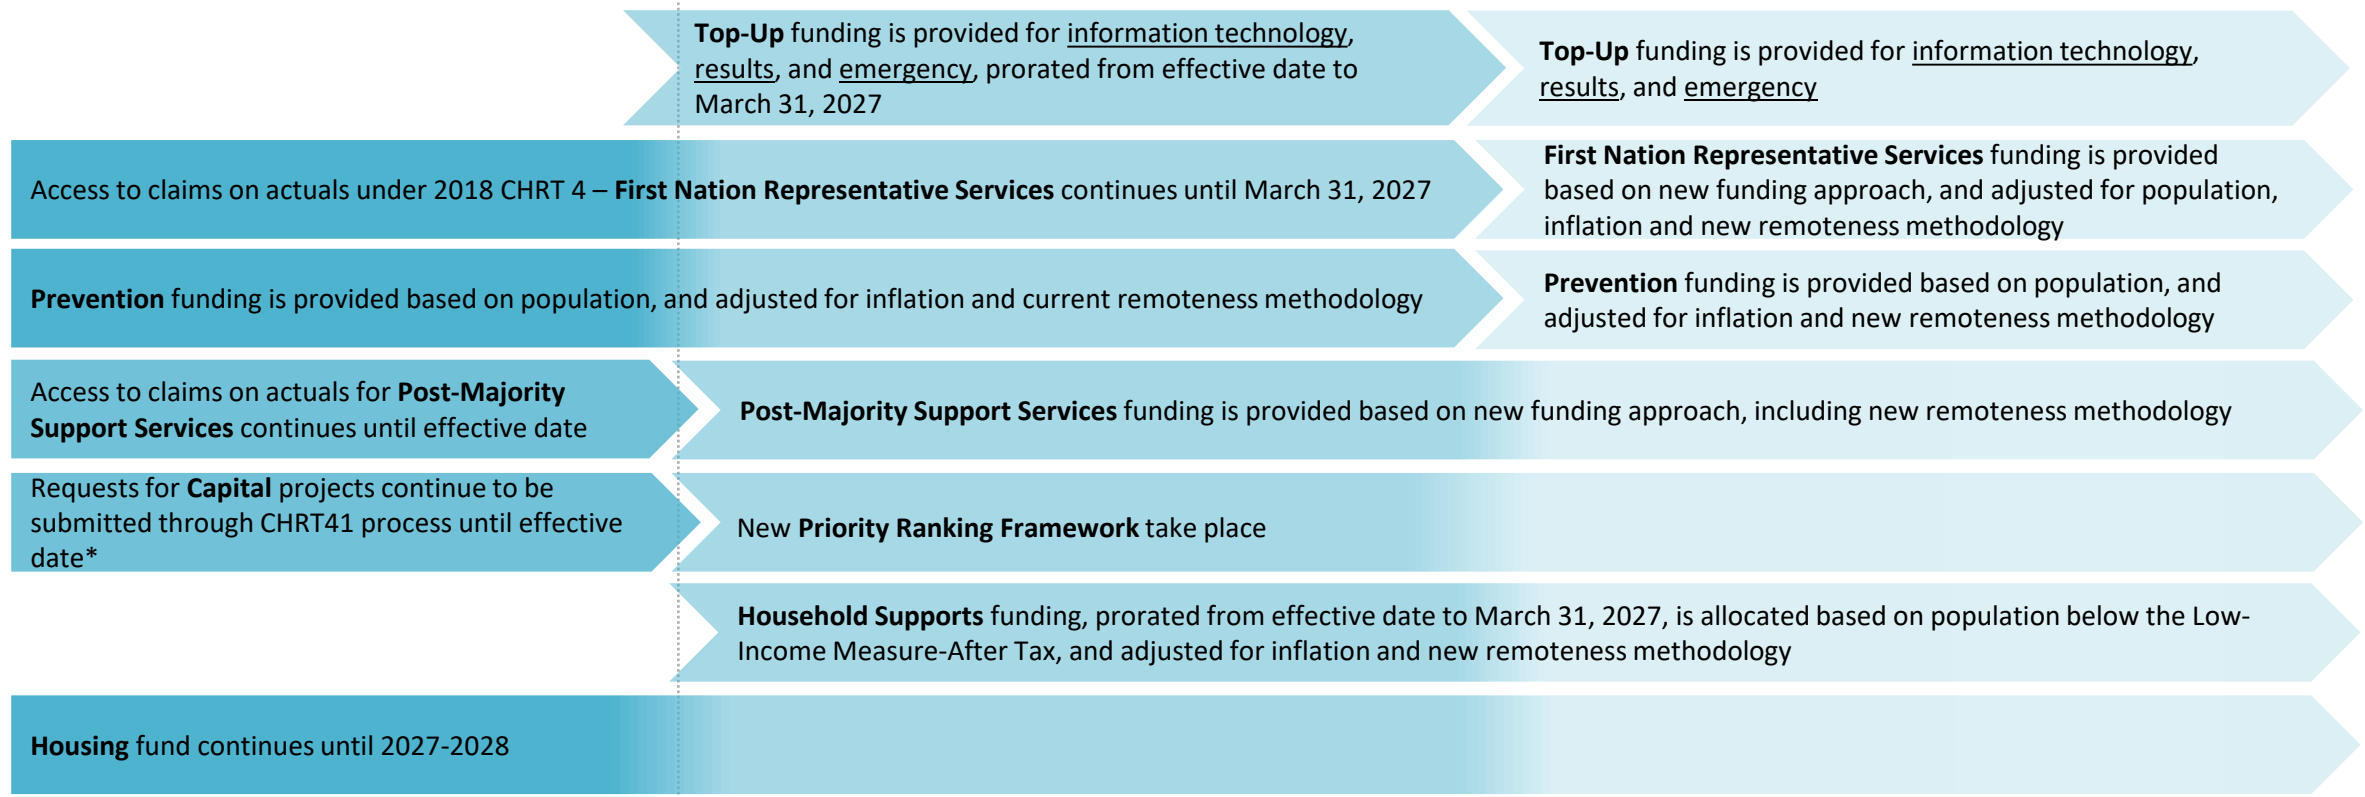 Top-Up funding is provided for information technology,
results, and emergency, prorated from effective date to
March 31, 2027
Top-Up funding is provided for information technology,
results, and emergency
Access to claims on actuals under 2018 CHRT 4 – First Nation Representative Services continues until March 31, 2027
First Nation Representative Services funding is provided
based on new funding approach, and adjusted for population,
inflation and new remoteness methodology
Prevention funding is provided based on population, and adjusted for inflation and current remoteness methodology
Prevention funding is provided based on population, and
adjusted for inflation and new remoteness methodology
Access to claims on actuals for Post-Majority
Support Services continues until effective date
Post-Majority Support Services funding is provided based on new funding approach, including new remoteness methodology
Requests for Capital projects continue to be
submitted through CHRT41 process until effective
date*
New Priority Ranking Framework take place
Household Supports funding, prorated from effective date to March 31, 2027, is allocated based on population below the Low-
Income Measure-After Tax, and adjusted for inflation and new remoteness methodology
Housing fund continues until 2027-2028